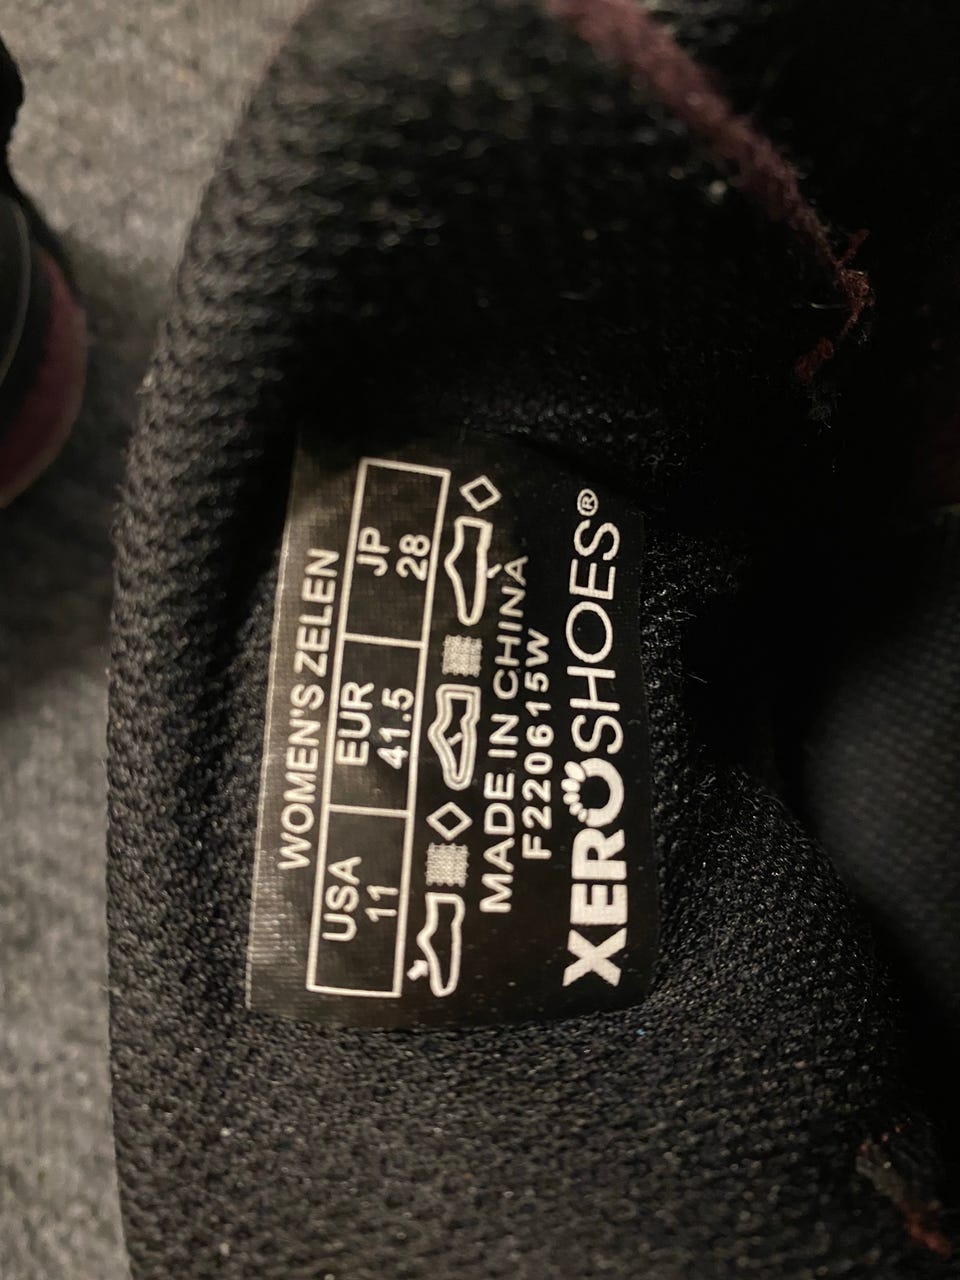 WOMEN'S ZELEN
USA EUR JP
11 41.5 28
MADE IN CHINA
F220615W
XEROSHOES®